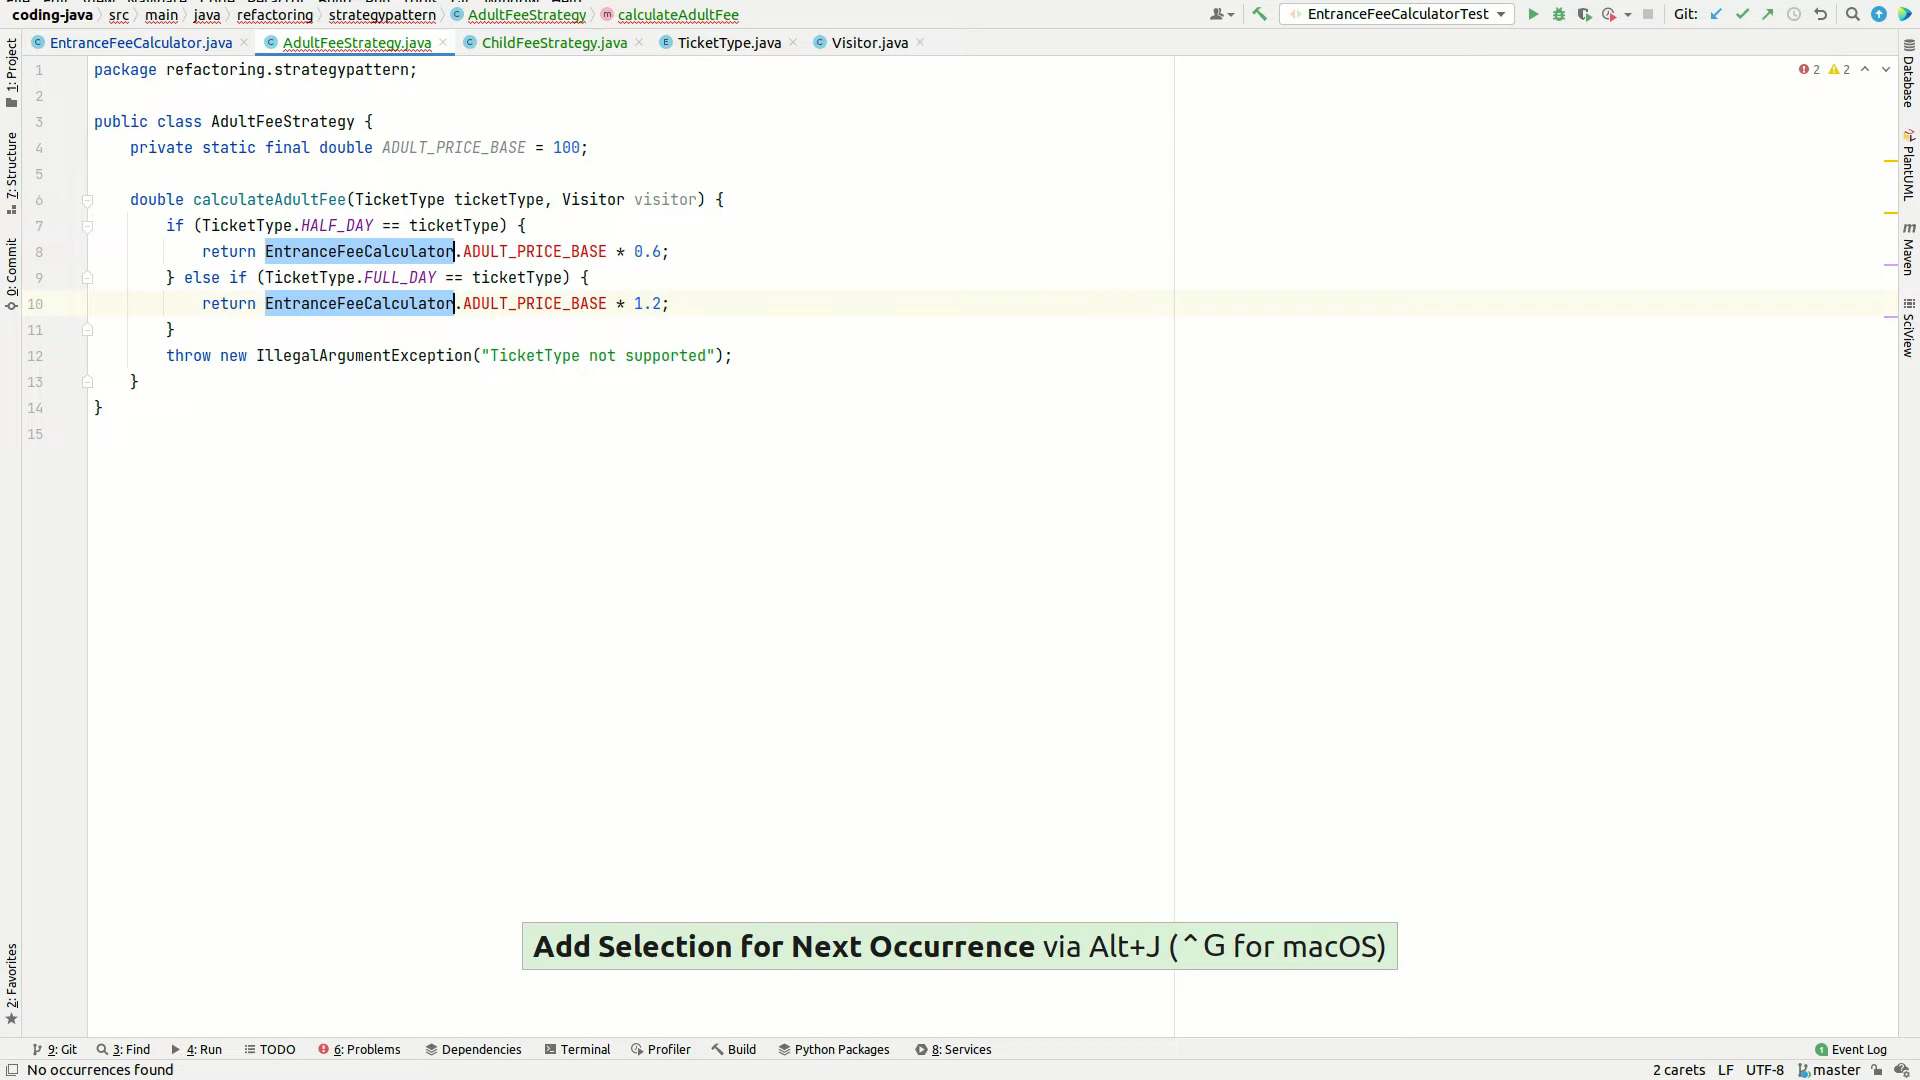 coding-java src main java refactoring strategypattern AdultFeeStrategy calculateAdultFee EntranceFeeCalculatorTest Git:
EntranceFeeCalculator.java AdultFeeStrategy.java ChildFeeStrategy.java TicketType.java Visitor.java
1 package refactoring.strategypattern; 2 2
2
3 public class AdultFeeStrategy {
4 private static final double ADULT_PRICE_BASE = 100;
5
6 double calculateAdultFee(TicketType ticketType, Visitor visitor) {
7 if (TicketType.HALF_DAY == ticketType) {
8 return EntranceFeeCalculator.ADULT_PRICE_BASE * 0.6;
9 } else if (TicketType.FULL_DAY == ticketType) {
10 return EntranceFeeCalculator.ADULT_PRICE_BASE * 1.2;
11 }
12 throw new IllegalArgumentException("TicketType not supported");
13 }
14 }
15
1: Project
7: Structure
0: Commit
2: Favorites
Database
PlantUML
Maven
SciView
Add Selection for Next Occurrence via Alt+J (^G for macOS)
9: Git 3: Find 4: Run TODO 6: Problems Dependencies Terminal Profiler Build Python Packages 8: Services 1 Event Log
No occurrences found 2 carets LF UTF-8 master